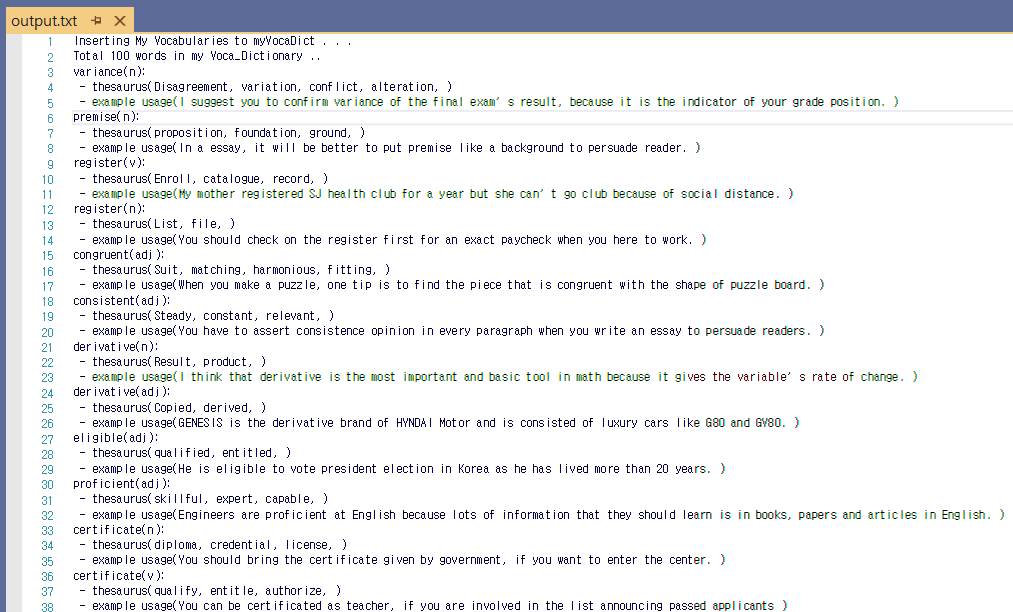 output.txt
1 Inserting My Vocabularies to myVocaDict . . .
2 Total 100 words in my Voca_Dictionary ..
3 variance(n):
4 - thesaurus(Disagreement, variation, conflict, alteration, )
5 - example usage(I suggest you to confirm variance of the final exam's result, because it is the indicator of your grade position. )
6 premise(n):
7 - thesaurus(proposition, foundation, ground, )
8 - example usage(In a essay, it will be better to put premise like a background to persuade reader. )
9 register(v):
10 - thesaurus(Enroll, catalogue, record, )
11 - example usage(My mother registered SJ health club for a year but she can't go club because of social distance. )
12 register(n):
13 - thesaurus(List, file, )
14 - example usage(You should check on the register first for an exact paycheck when you here to work. )
15 congruent(adj):
16 - thesaurus(Suit, matching, harmonious, fitting, )
17 - example usage(When you make a puzzle, one tip is to find the piece that is congruent with the shape of puzzle board. )
18 consistent(adj):
19 - thesaurus(Steady, constant, relevant, )
20 - example usage(You have to assert consistence opinion in every paragraph when you write an essay to persuade readers. )
21 derivative(n):
22 - thesaurus(Result, product, )
23 - example usage(I think that derivative is the most important and basic tool in math because it gives the variable's rate of change. )
24 derivative(adj):
25 - thesaurus(Copied, derived, )
26 - example usage(GENESIS is the derivative brand of HYNDAI Motor and is consisted of luxury cars like G80 and GV80. )
27 eligible(adj):
28 - thesaurus(qualified, entitled, )
29 - example usage(He is eligible to vote president election in Korea as he has lived more than 20 years. )
30 proficient(adj):
31 - thesaurus(skillful, expert, capable, )
32 - example usage(Engineers are proficient at English because lots of information that they should learn is in books, papers and articles in English. )
33 certificate(n):
34 - thesaurus(diploma, credential, license, )
35 - example usage(You should bring the certificate given by government, if you want to enter the center. )
36 certificate(v):
37 - thesaurus(qualify, entitle, authorize, )
38 - example usage(You can be certificated as teacher, if you are involved in the list announcing passed applicants )